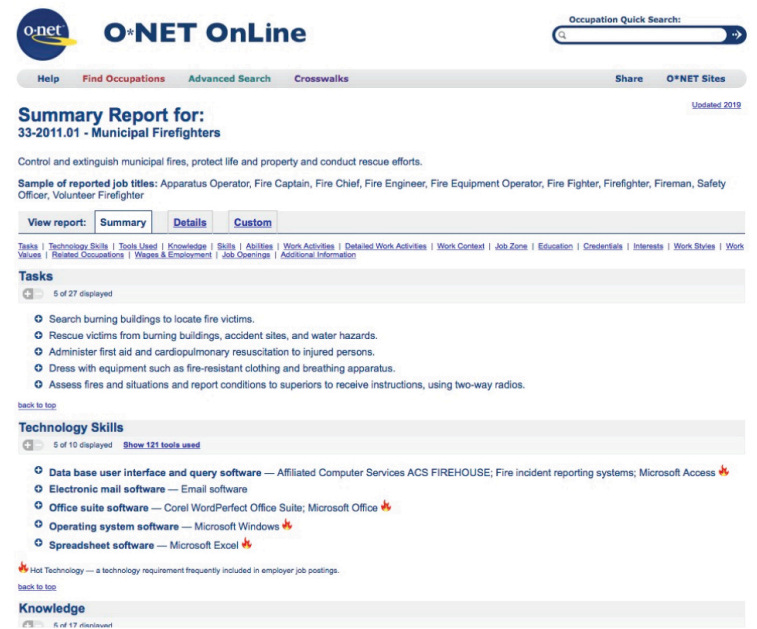 o·net
O*NET OnLine
Occupation Quick Search:
Help Find Occupations Advanced Search Crosswalks Share O*NET Sites
Updated 2019
Summary Report for:
33-2011.01 - Municipal Firefighters
Control and extinguish municipal fires, protect life and property and conduct rescue efforts.
Sample of reported job titles: Apparatus Operator, Fire Captain, Fire Chief, Fire Engineer, Fire Equipment Operator, Fire Fighter, Firefighter, Fireman, Safety
Officer, Volunteer Firefighter
View report: Summary Details Custom
Tasks | Technology Skills | Tools Used | Knowledge | Skills | Abilities | Work Activities | Detailed Work Activities | Work Context | Job Zone | Education | Credentials | Interests | Work Styles | Work
Values | Related Occupations | Wages & Employment | Job Openings | Additional Information
Tasks
5 of 27 displayed
Search burning buildings to locate fire victims.
Rescue victims from burning buildings, accident sites, and water hazards.
Administer first aid and cardiopulmonary resuscitation to injured persons.
Dress with equipment such as fire-resistant clothing and breathing apparatus.
Assess fires and situations and report conditions to superiors to receive instructions, using two-way radios.
back to top
Technology Skills
5 of 10 displayed Show 121 tools used
Data base user interface and query software — Affiliated Computer Services ACS FIREHOUSE; Fire incident reporting systems; Microsoft Access
Electronic mail software — Email software
Office suite software — Corel WordPerfect Office Suite; Microsoft Office
Operating system software — Microsoft Windows
Spreadsheet software — Microsoft Excel
Hot Technology — a technology requirement frequently included in employer job postings.
back to top
Knowledge
5 of 17 displayed